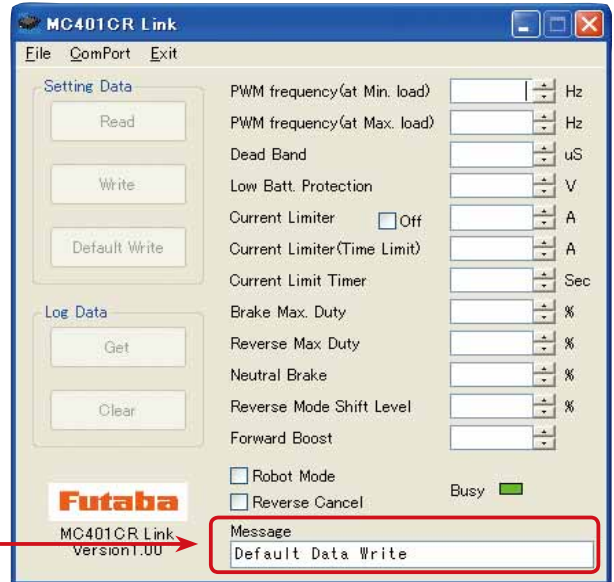 MC401CR Link
File ComPort Exit
Setting Data
Read
Write
Default Write
Log Data
Get
Clear
Futaba
MC401CR Link
Version1.00
PWM frequency(at Min. load) Hz
PWM frequency(at Max. load) Hz
Dead Band uS
Low Batt. Protection V
Current Limiter Off A
Current Limiter(Time Limit) A
Current Limit Timer Sec
Brake Max. Duty %
Reverse Max Duty %
Neutral Brake %
Reverse Mode Shift Level %
Forward Boost
Robot Mode
Reverse Cancel
Busy
Message
Default Data Write